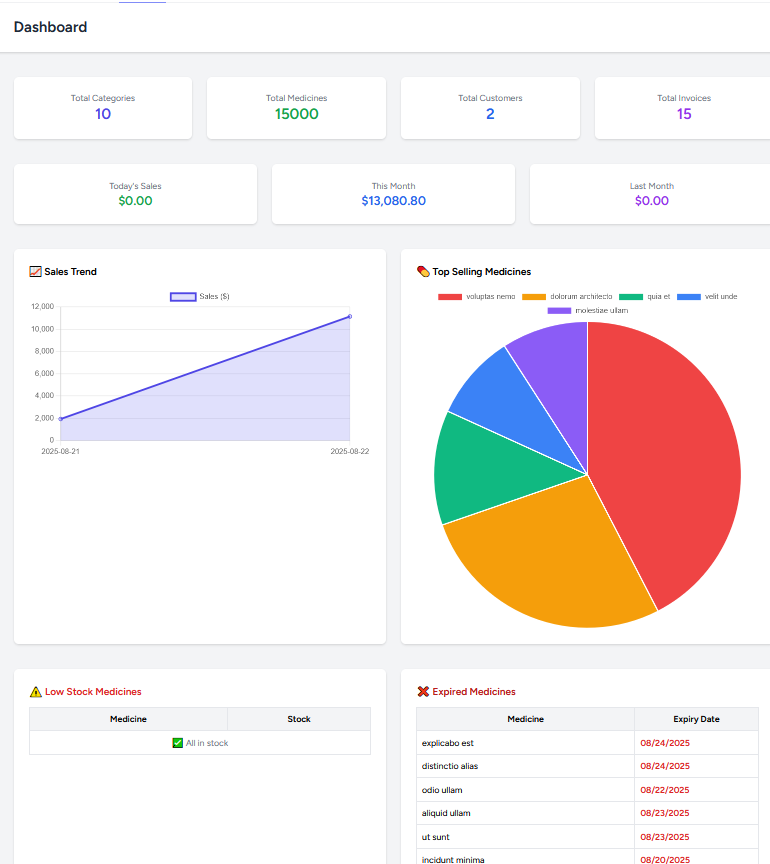 Dashboard
Total Categories
10
Total Medicines
15000
Total Customers
2
Total Invoices
15
Today's Sales
$0.00
This Month
$13,080.80
Last Month
$0.00
Sales Trend
Sales ($)
12,000
10,000
8,000
6,000
4,000
2,000
0
2025-08-21 2025-08-22
Top Selling Medicines
voluptas nemo dolorum architecto quia et velit unde
molestiae ullam
Low Stock Medicines
Medicine Stock
All in stock
Expired Medicines
Medicine Expiry Date
explicabo est 08/24/2025
distinctio alias 08/24/2025
odio ullam 08/22/2025
aliquid ullam 08/23/2025
ut sunt 08/23/2025
incidunt minima 08/20/2025